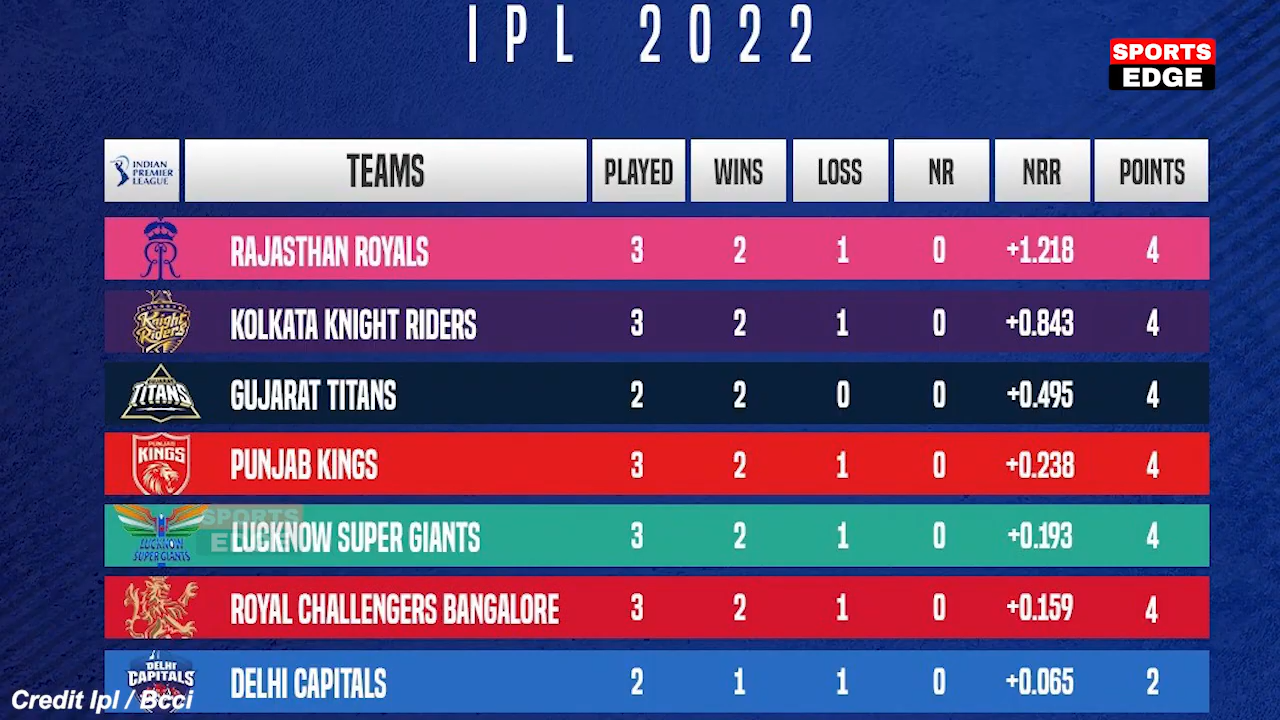 IPL 2022
SPORTS
EDGE
INDIAN
PREMIER
LEAGUE
TEAMS PLAYED WINS LOSS NR NRR POINTS
RAJASTHAN ROYALS 3 2 1 0 +1.218 4
Knight
Riders
KOLKATA KNIGHT RIDERS 3 2 1 0 +0.843 4
GUJARAT
TITANS
GUJARAT TITANS 2 2 0 0 +0.495 4
PUNJAB
KINGS
PUNJAB KINGS 3 2 1 0 +0.238 4
SPORTS
EDGE
LUCKNOW
SUPER GIANTS
LUCKNOW SUPER GIANTS 3 2 1 0 +0.193 4
ROYAL CHALLENGERS BANGALORE 3 2 1 0 +0.159 4
DELHI
CAPITALS
DELHI CAPITALS 2 1 1 0 +0.065 2
Credit Ipl / Bcci